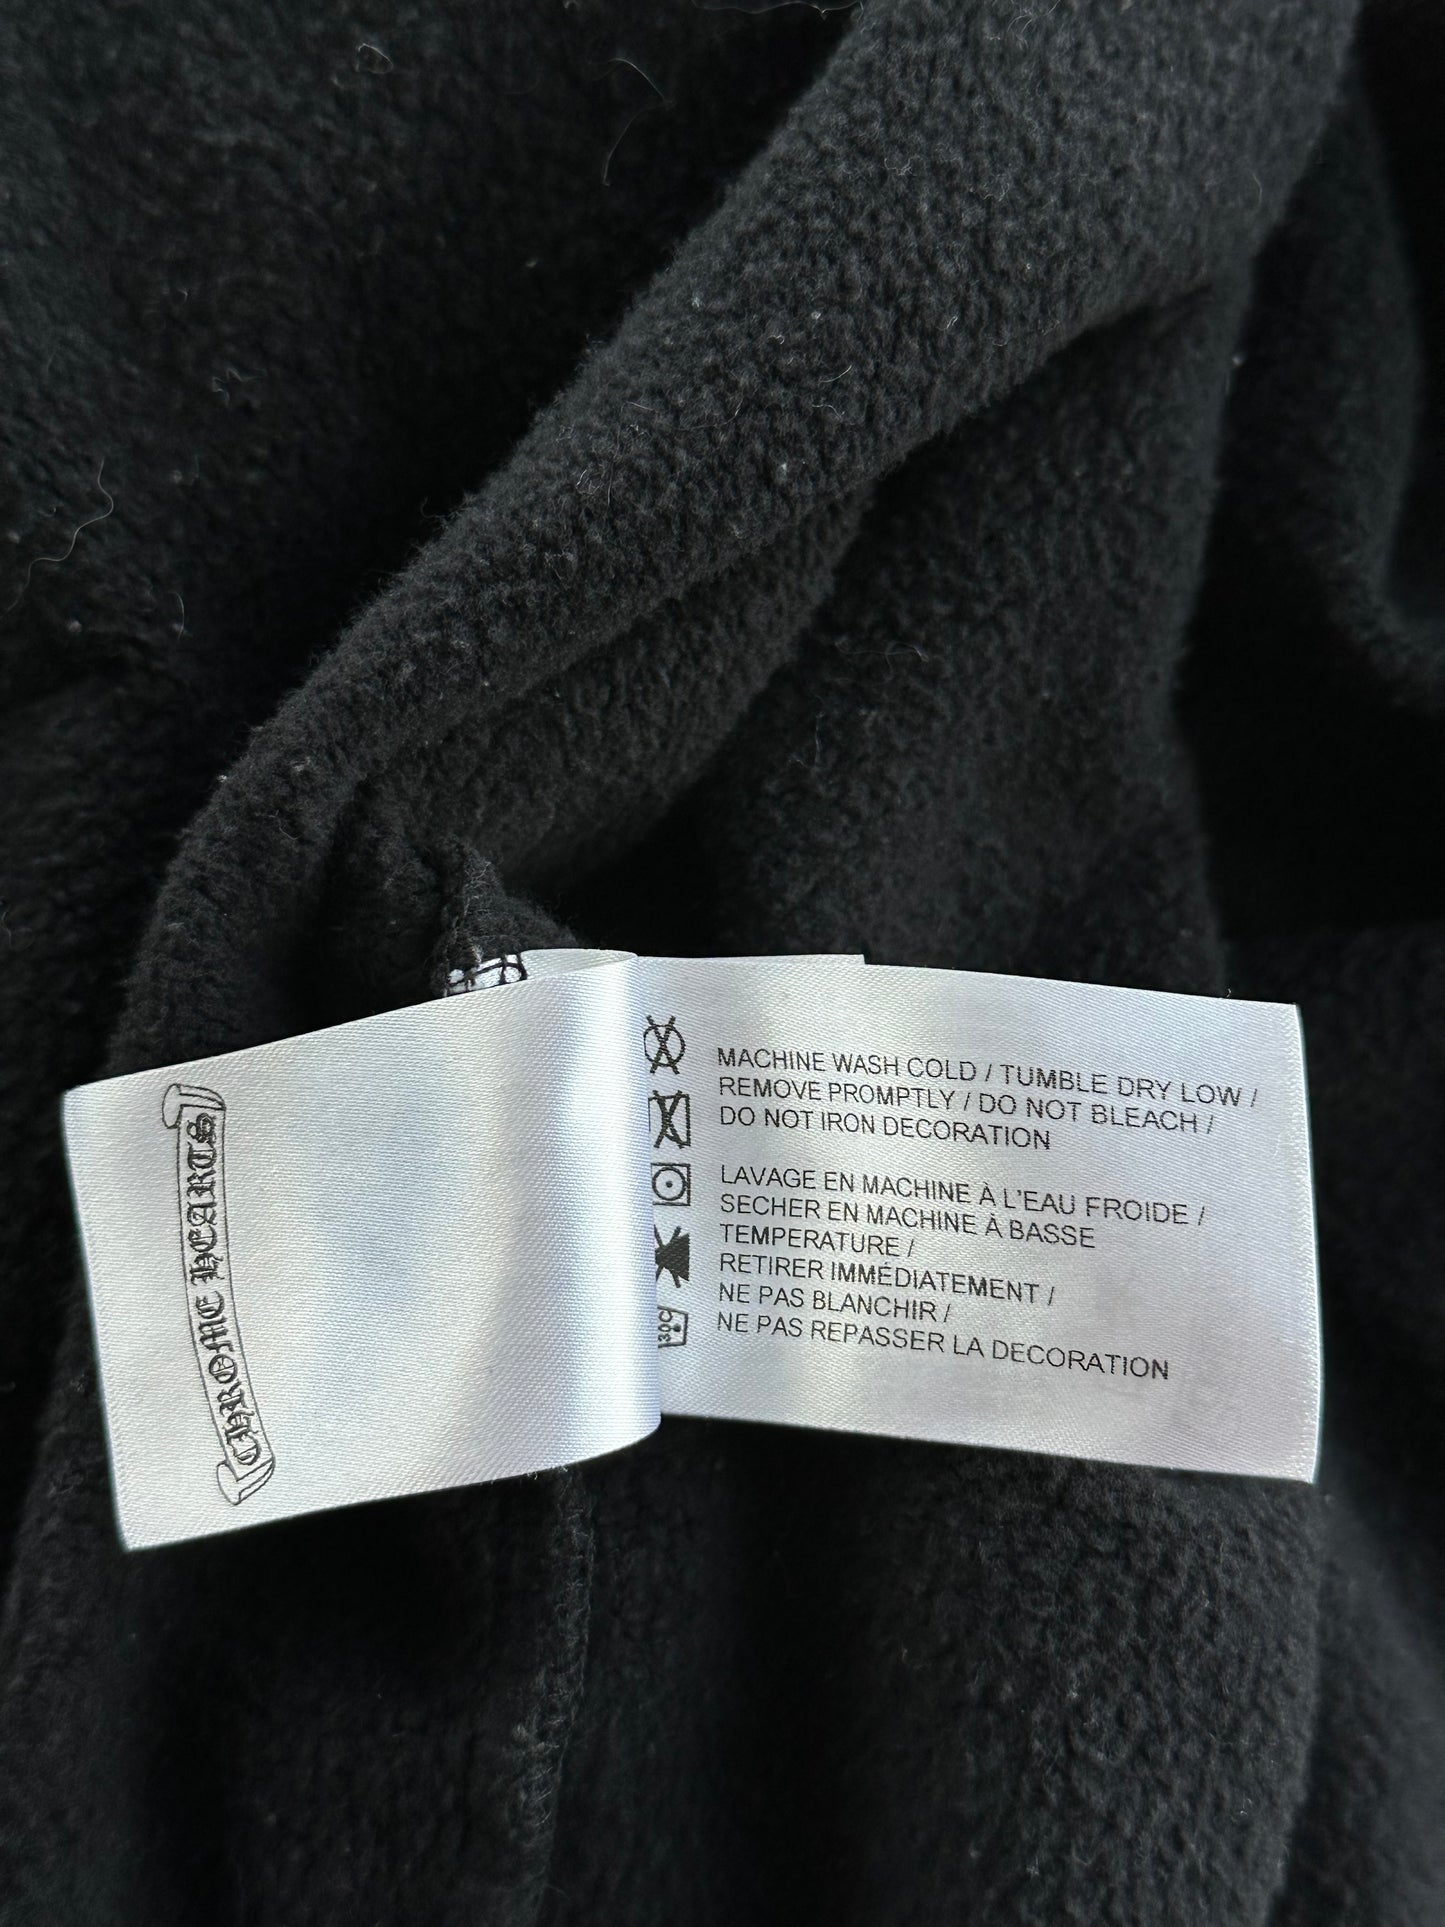 CHROME HEARTS
MACHINE WASH COLD / TUMBLE DRY LOW /
REMOVE PROMPTLY / DO NOT BLEACH /
DO NOT IRON DECORATION
LAVAGE EN MACHINE À L'EAU FROIDE /
SECHER EN MACHINE À BASSE
TEMPERATURE /
RETIRER IMMÉDIATEMENT /
NE PAS BLANCHIR /
NE PAS REPASSER LA DECORATION
30C